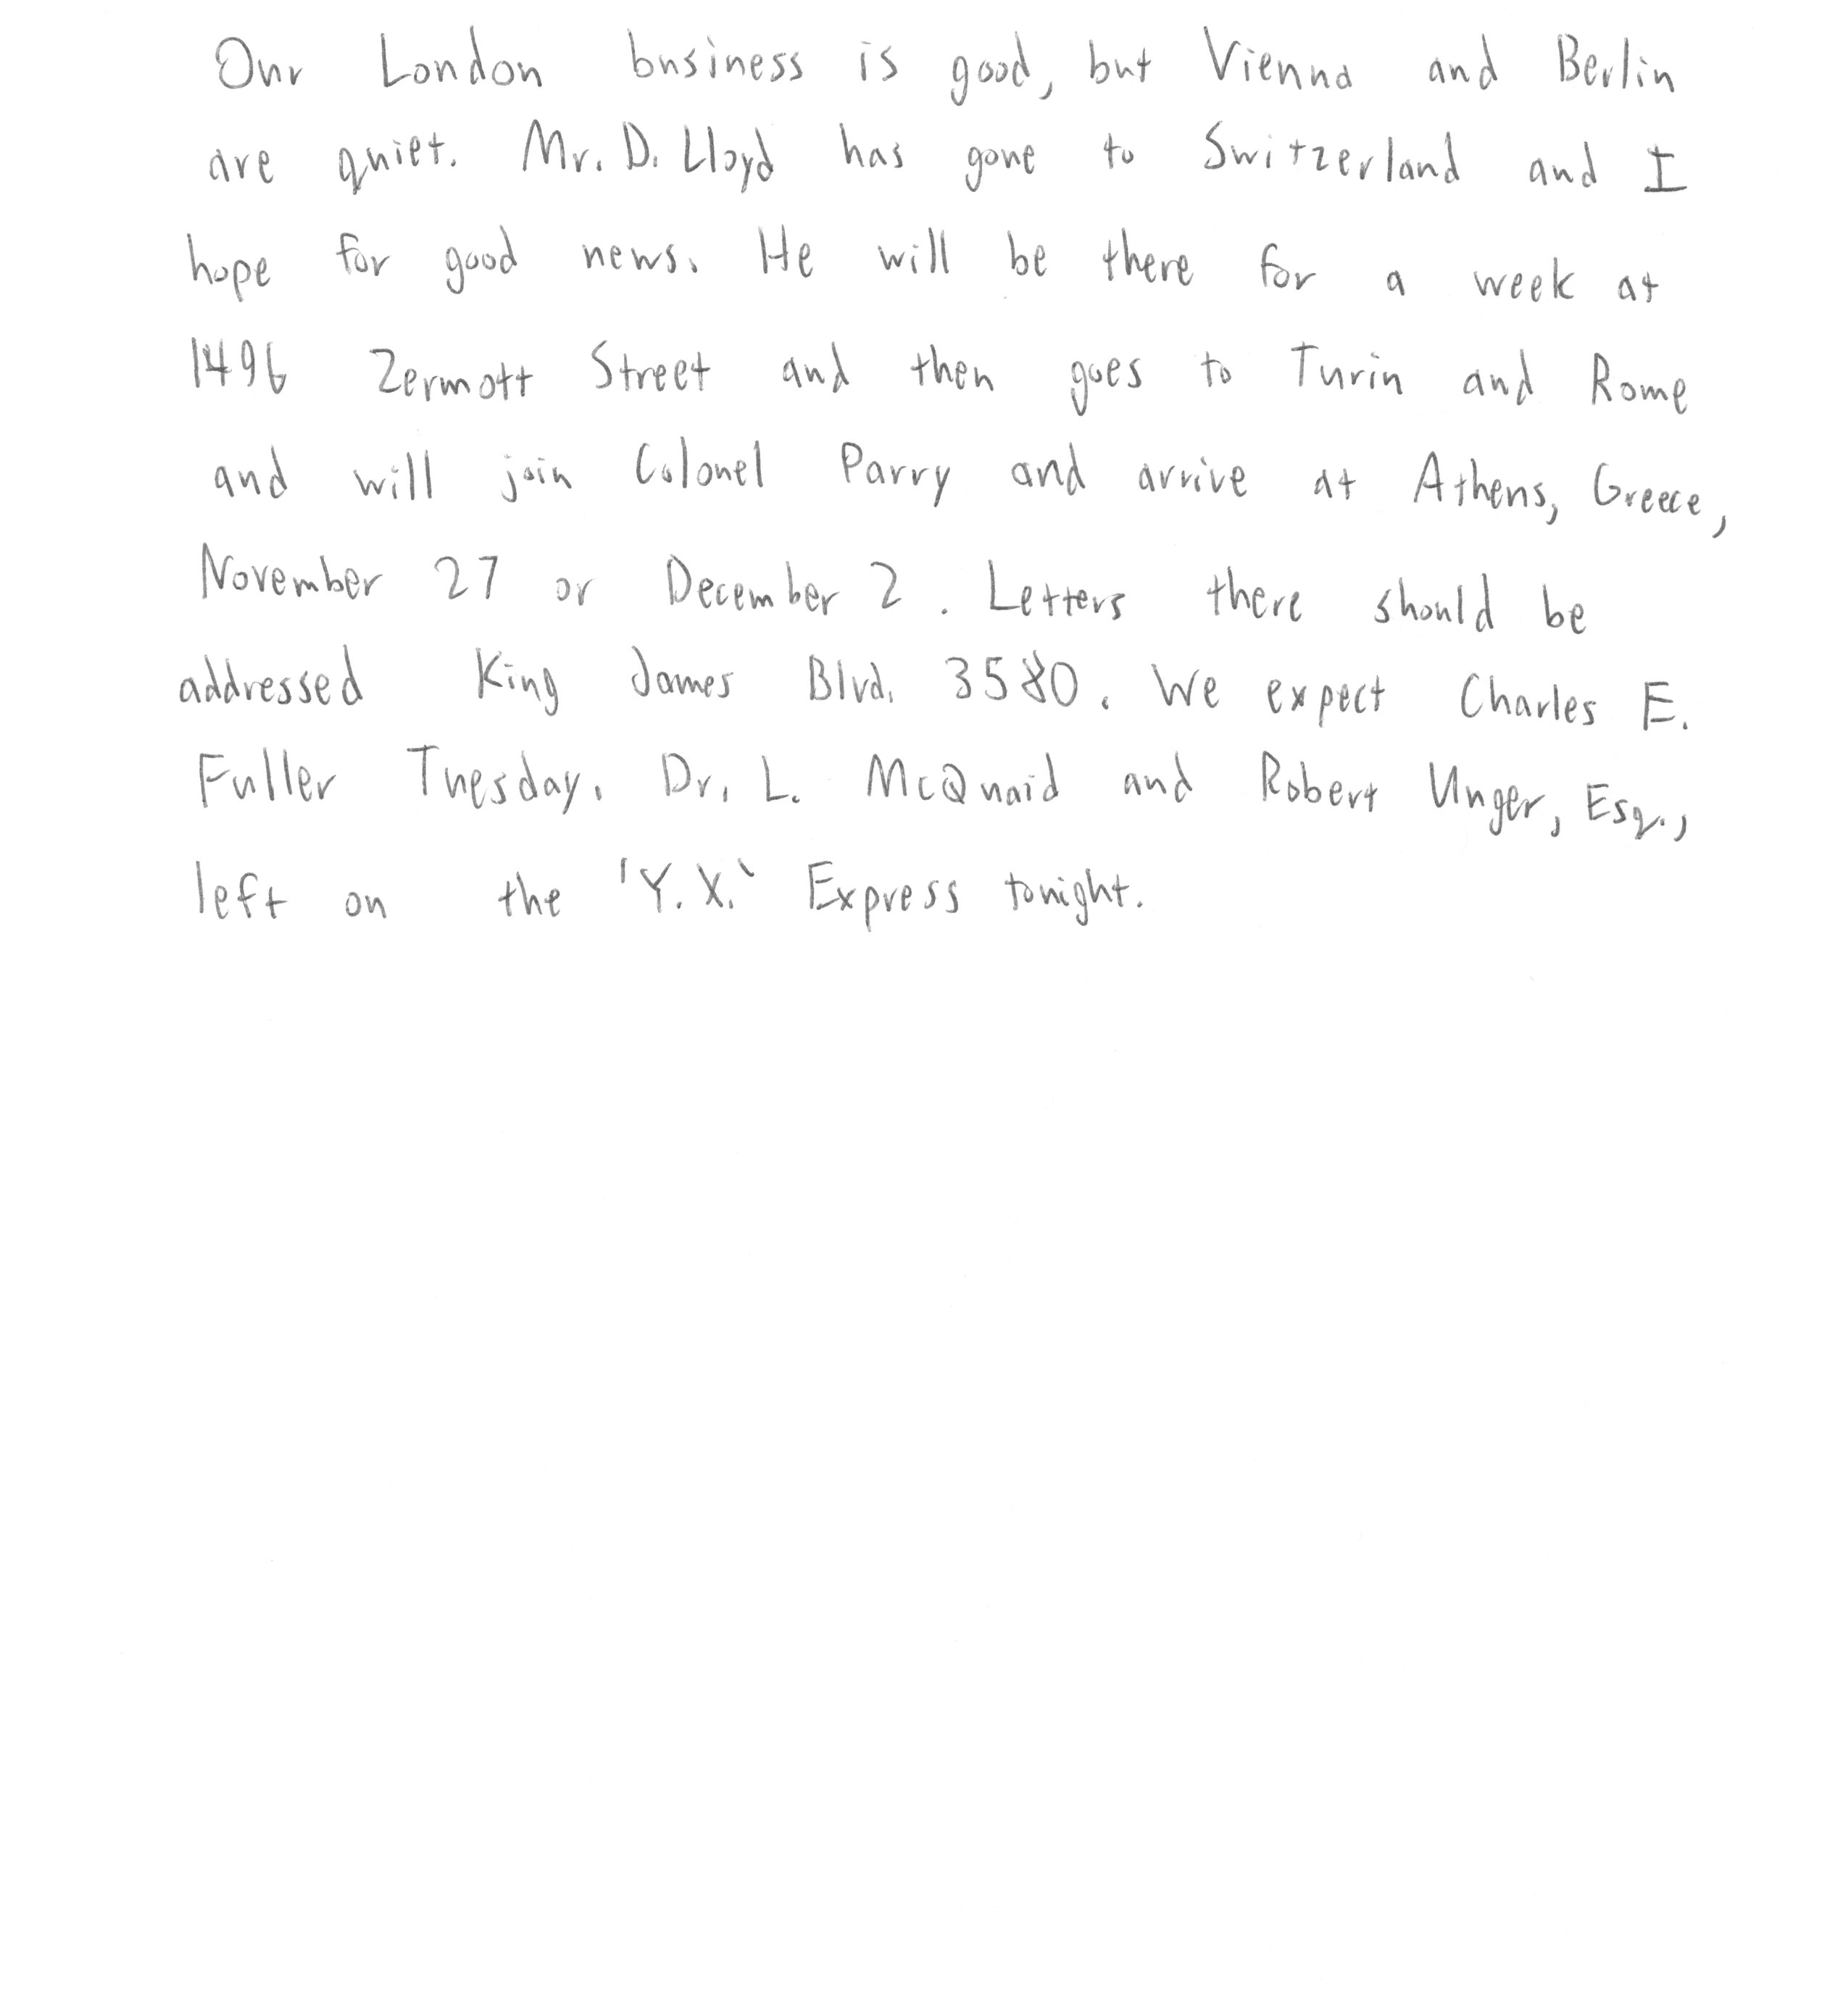 Our London business is good, but Vienna and Berlin
are quiet. Mr. D. Lloyd has gone to Switzerland and I
hope for good news. He will be there for a week at
1496 Zermott Street and then goes to Turin and Rome
and will join Colonel Parry and arrive at Athens, Greece,
November 27 or December 2. Letters there should be
addressed King James Blvd. 3580. We expect Charles E.
Fuller Tuesday. Dr. L. McQuaid and Robert Unger, Esq.,
left on the 'Y.X.' Express tonight.